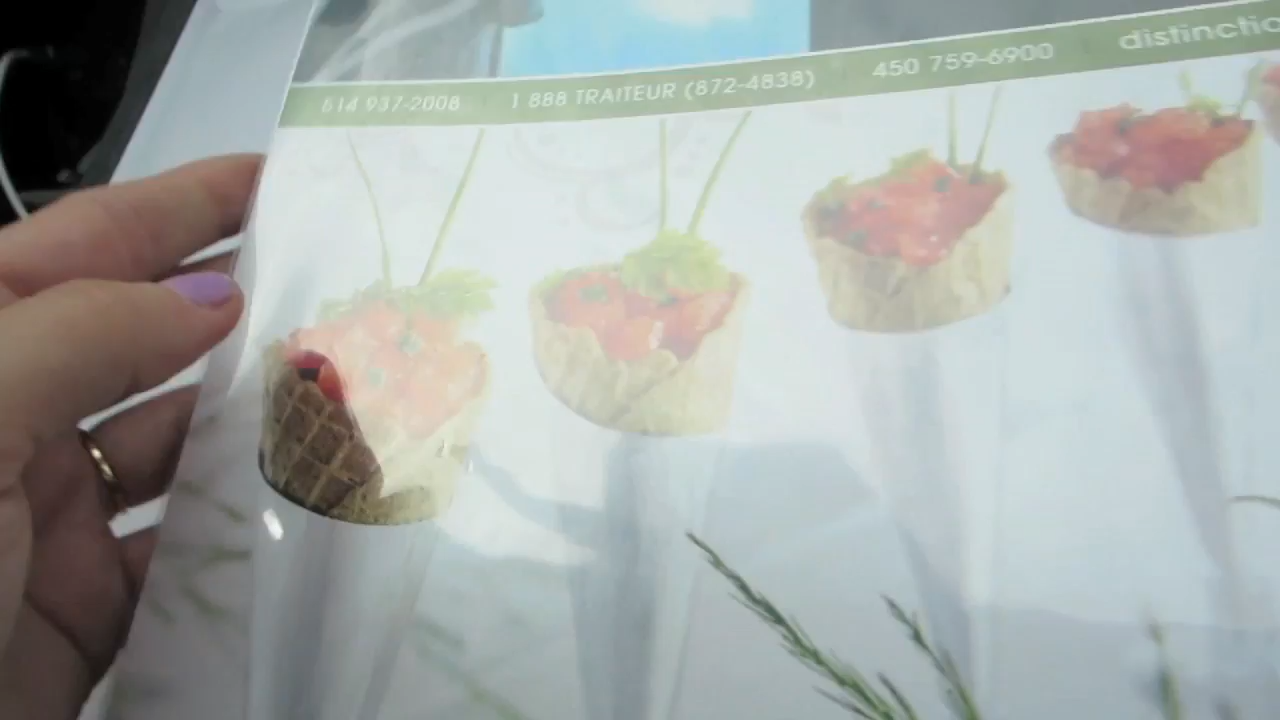 514 937-2008 | 1 888 TRAITEUR (872-4838) | 450 759-6900 | distinctio